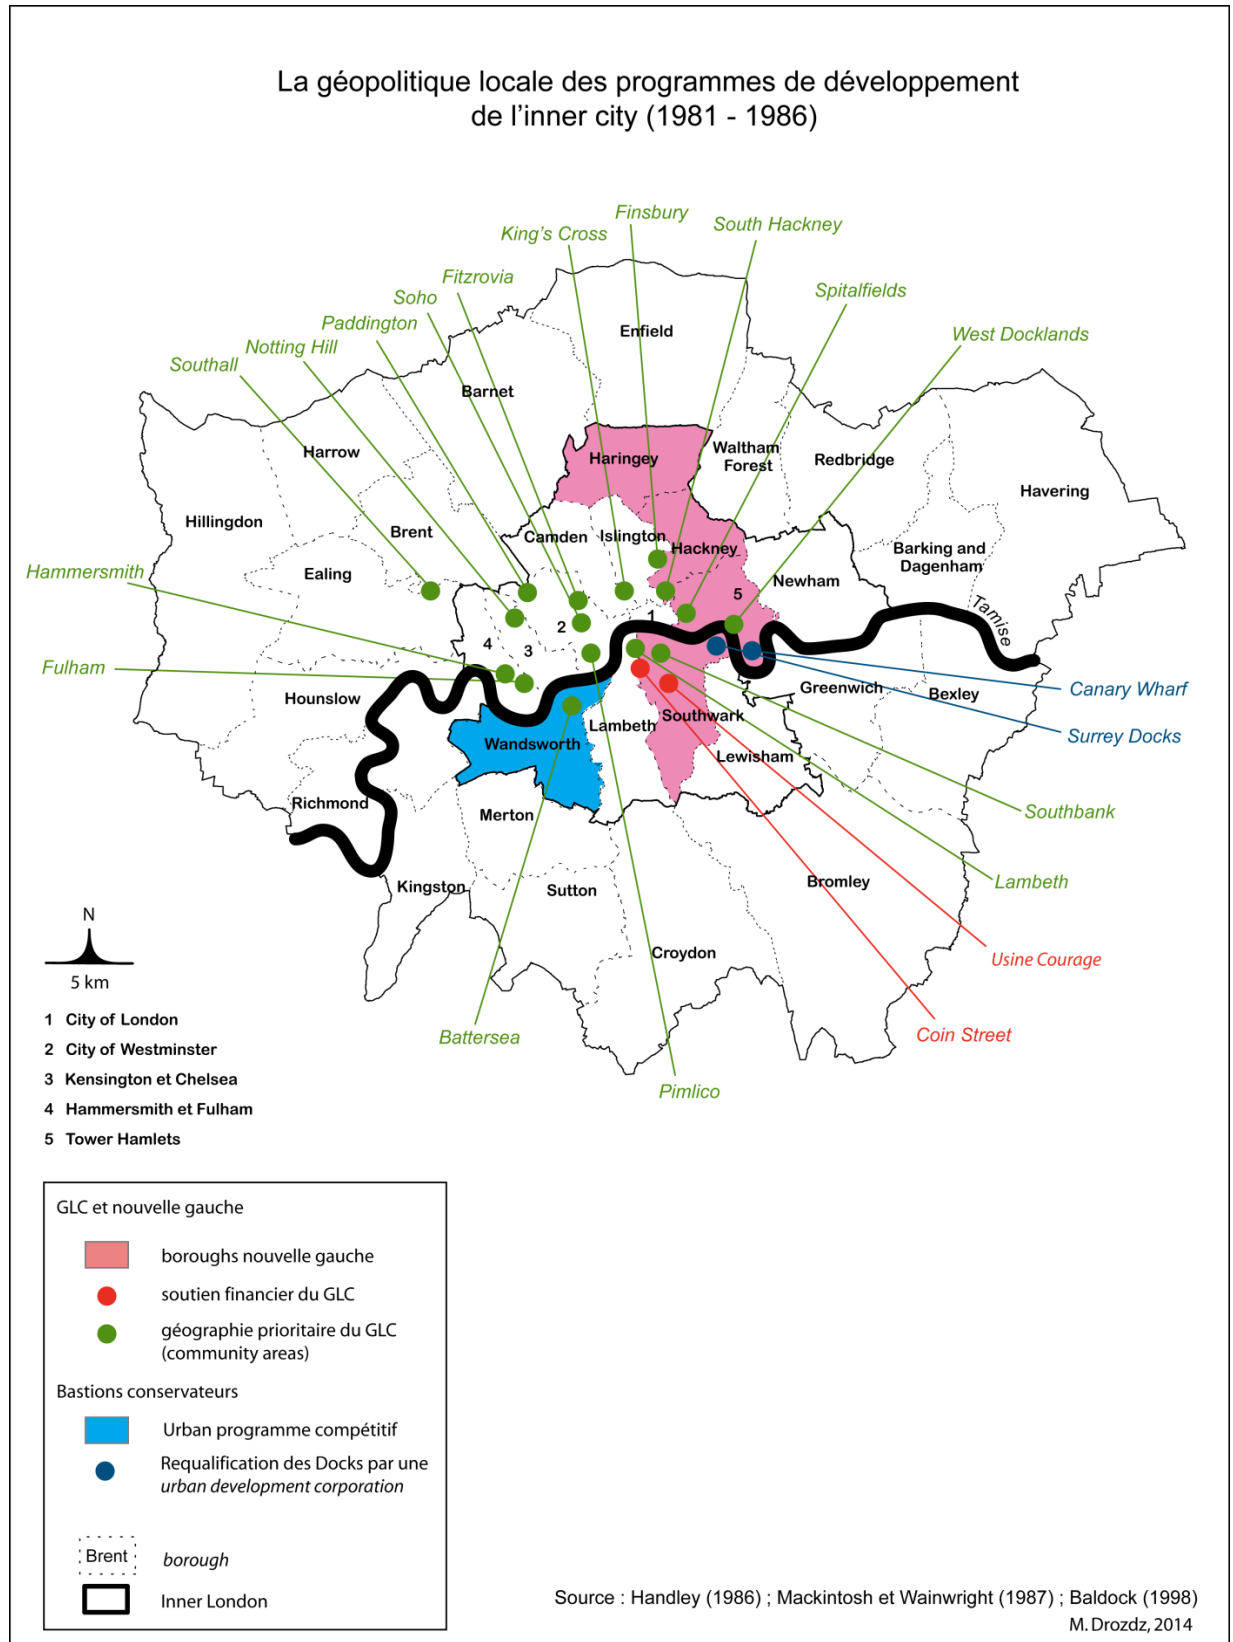 La géopolitique locale des programmes de développement
de l'inner city (1981 - 1986)
Finsbury
South Hackney
King's Cross
Fitzrovia
Soho
Spitalfields
Paddington
Enfield
West Docklands
Notting Hill
Southall
Barnet
Harrow
Haringey
Waltham
Forest
Redbridge
Havering
Hillingdon
Brent
Camden
Islington
Hackney
Barking and
Dagenham
Hammersmith
Ealing
Newham
5
Tamise
1
2
4
3
Fulham
Hounslow
Greenwich
Bexley
Canary Wharf
Southwark
Lambeth
Surrey Docks
Wandsworth
Lewisham
Richmond
Merton
Southbank
Kingston
Sutton
Bromley
Lambeth
N
Croydon
Usine Courage
5 km
Coin Street
Battersea
Pimlico
1 City of London
2 City of Westminster
3 Kensington et Chelsea
4 Hammersmith et Fulham
5 Tower Hamlets
GLC et nouvelle gauche
boroughs nouvelle gauche
soutien financier du GLC
géographie prioritaire du GLC
(community areas)
Bastions conservateurs
Urban programme compétitif
Requalification des Docks par une
urban development corporation
Brent
borough
Inner London
Source : Handley (1986) ; Mackintosh et Wainwright (1987) ; Baldock (1998)
M. Drozdz, 2014